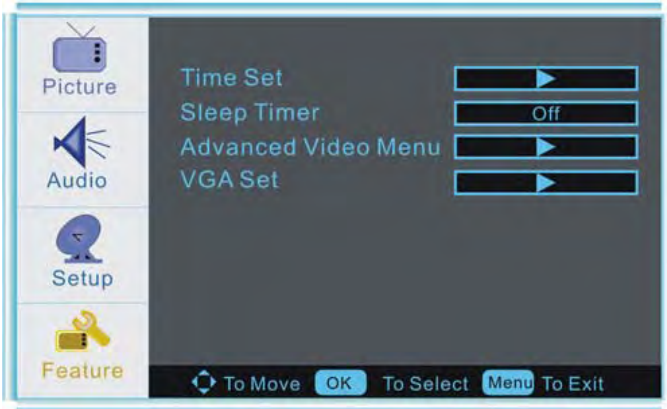 Picture
Audio
Setup
Feature
Time Set
Sleep Timer Off
Advanced Video Menu
VGA Set
To Move OK To Select Menu To Exit